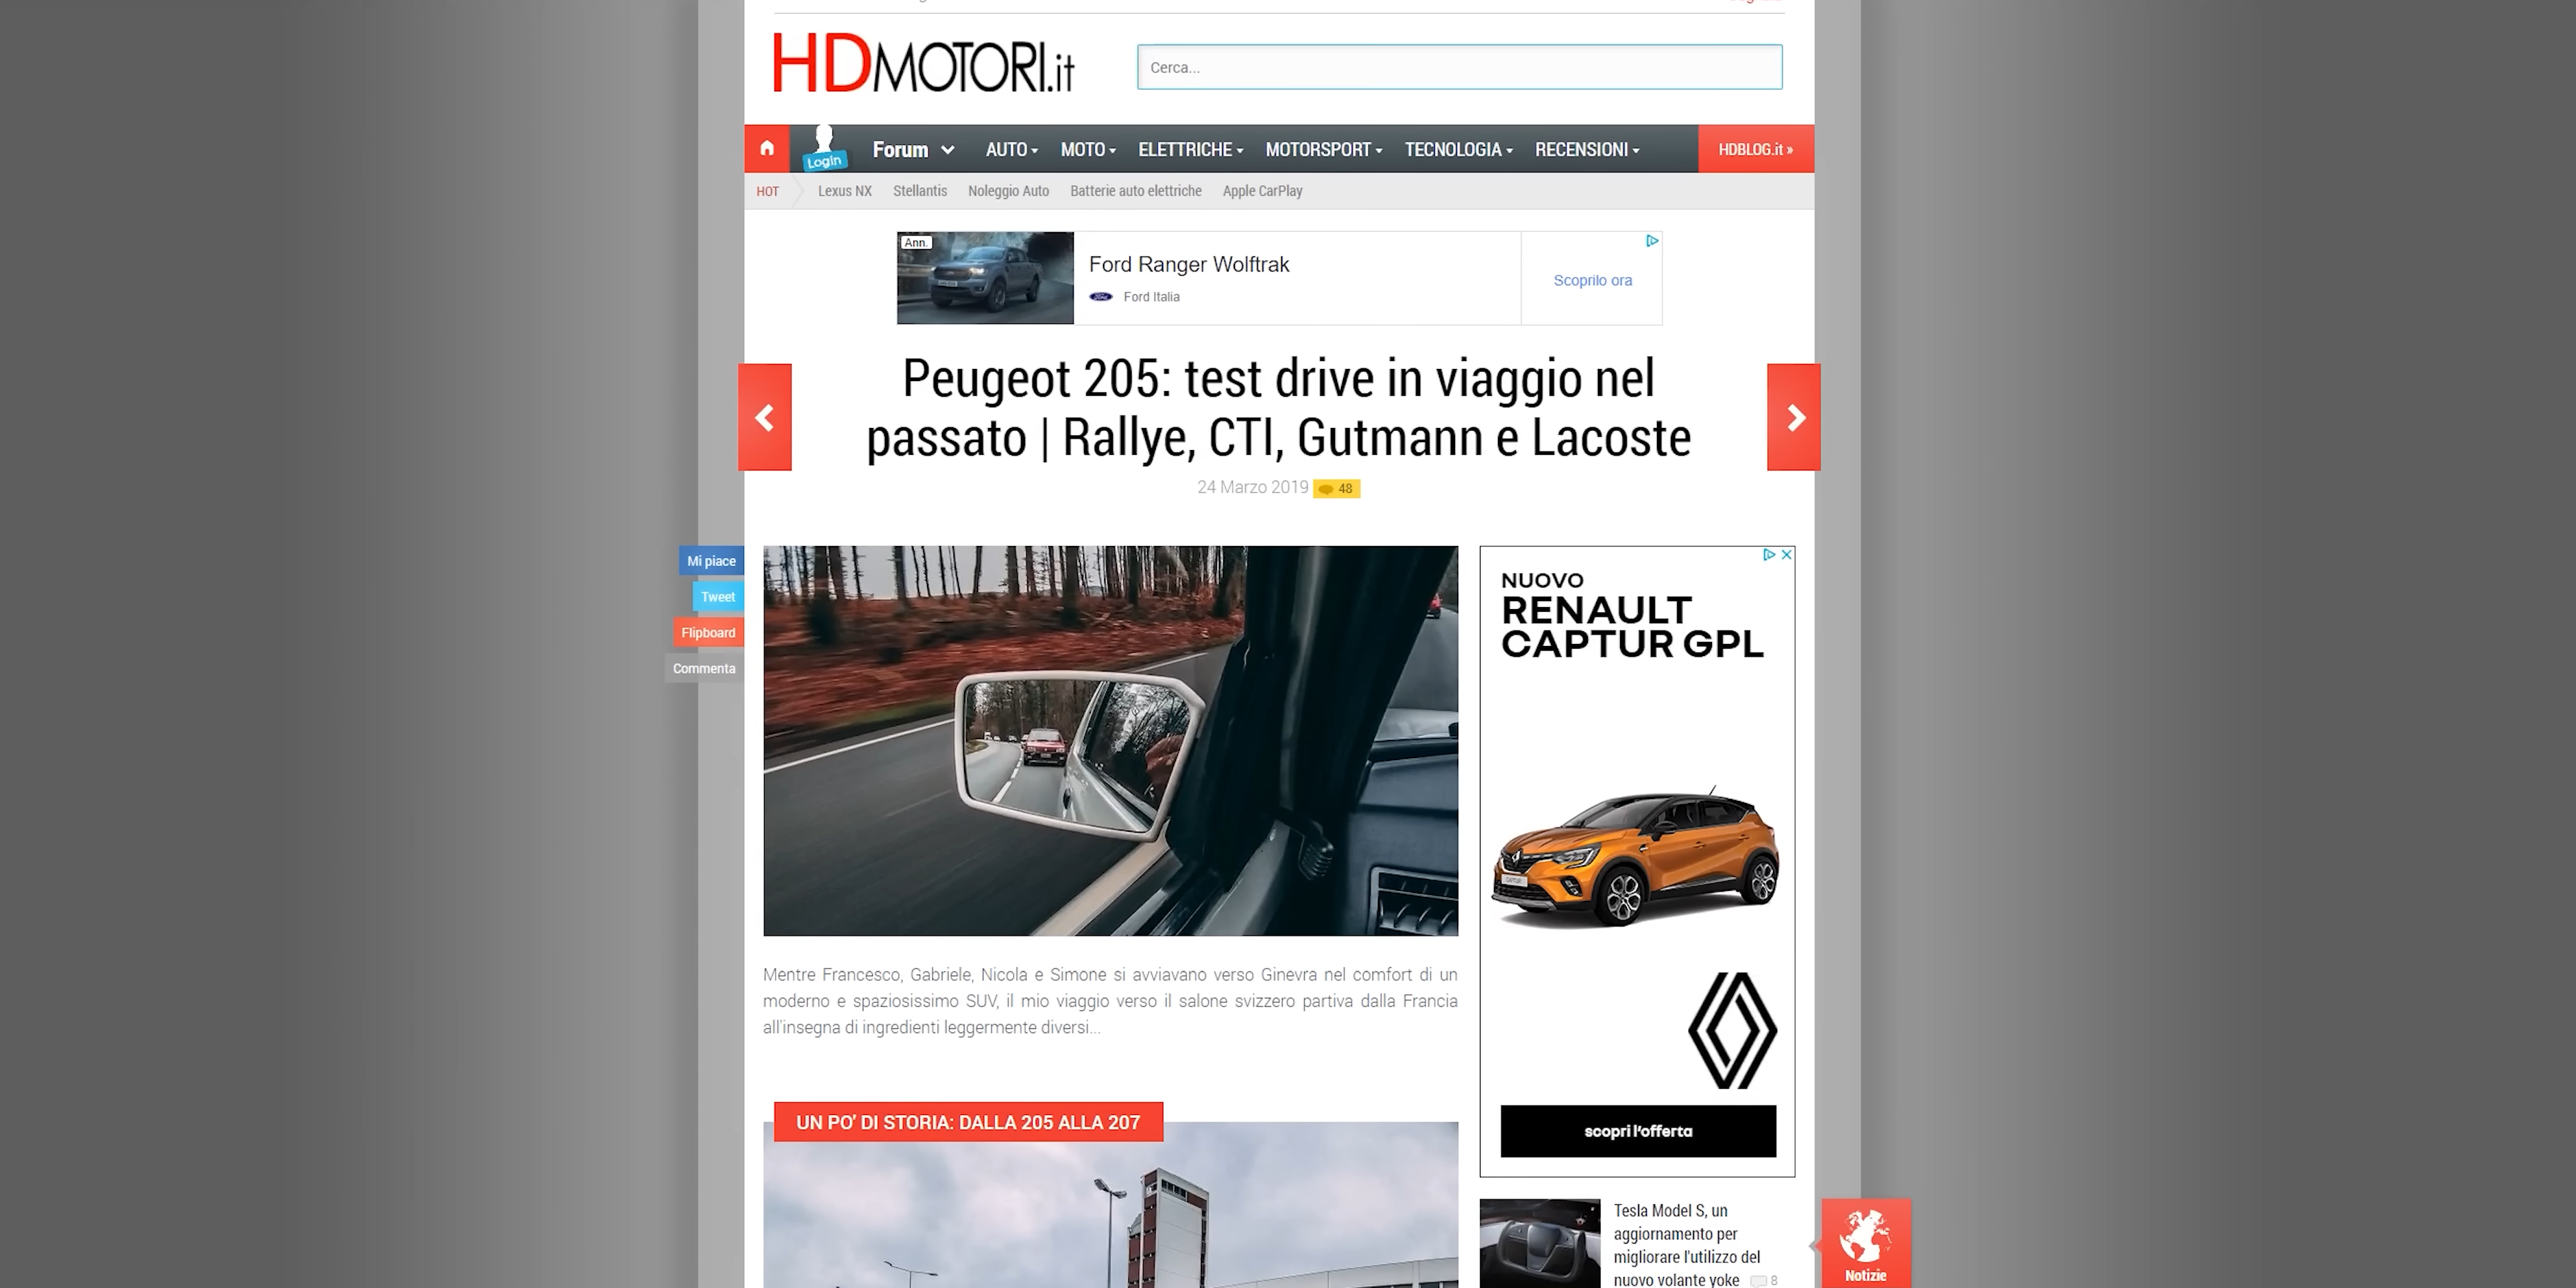 HDMOTORI.it
Cerca...
Login
Forum
AUTO
MOTO
ELETTRICHE
MOTORSPORT
TECNOLOGIA
RECENSIONI
HDBLOG.it »
HOT
Lexus NX
Stellantis
Noleggio Auto
Batterie auto elettriche
Apple CarPlay
Ann.
Ford Ranger Wolftrak
Ford Italia
Scoprilo ora
Peugeot 205: test drive in viaggio nel
passato | Rallye, CTI, Gutmann e Lacoste
24 Marzo 2019 48
Mi piace
Tweet
Flipboard
Commenta
Mentre Francesco, Gabriele, Nicola e Simone si avviavano verso Ginevra nel comfort di un
moderno e spaziosissimo SUV, il mio viaggio verso il salone svizzero partiva dalla Francia
all'insegna di ingredienti leggermente diversi...
UN PO' DI STORIA: DALLA 205 ALLA 207
NUOVO
RENAULT
CAPTUR GPL
CAPTUR
scopri l'offerta
Tesla Model S, un
aggiornamento per
migliorare l'utilizzo del
nuovo volante yoke 8
Notizie